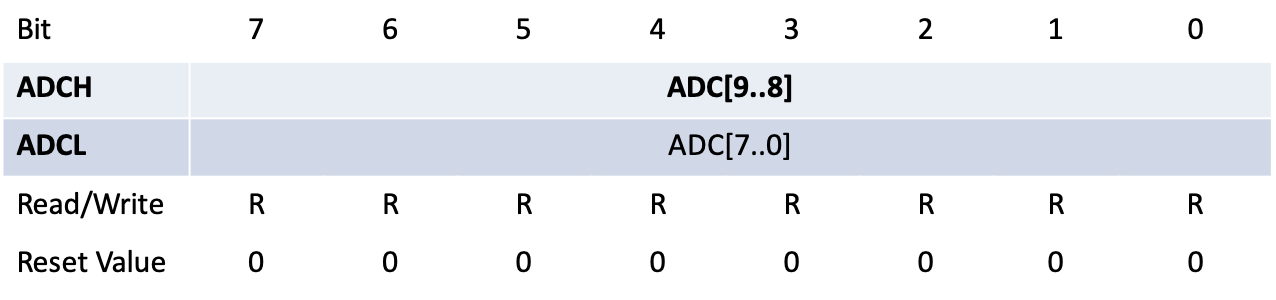 Bit 7 6 5 4 3 2 1 0
ADCH ADC[9..8]
ADCL ADC[7..0]
Read/Write R R R R R R R R
Reset Value 0 0 0 0 0 0 0 0